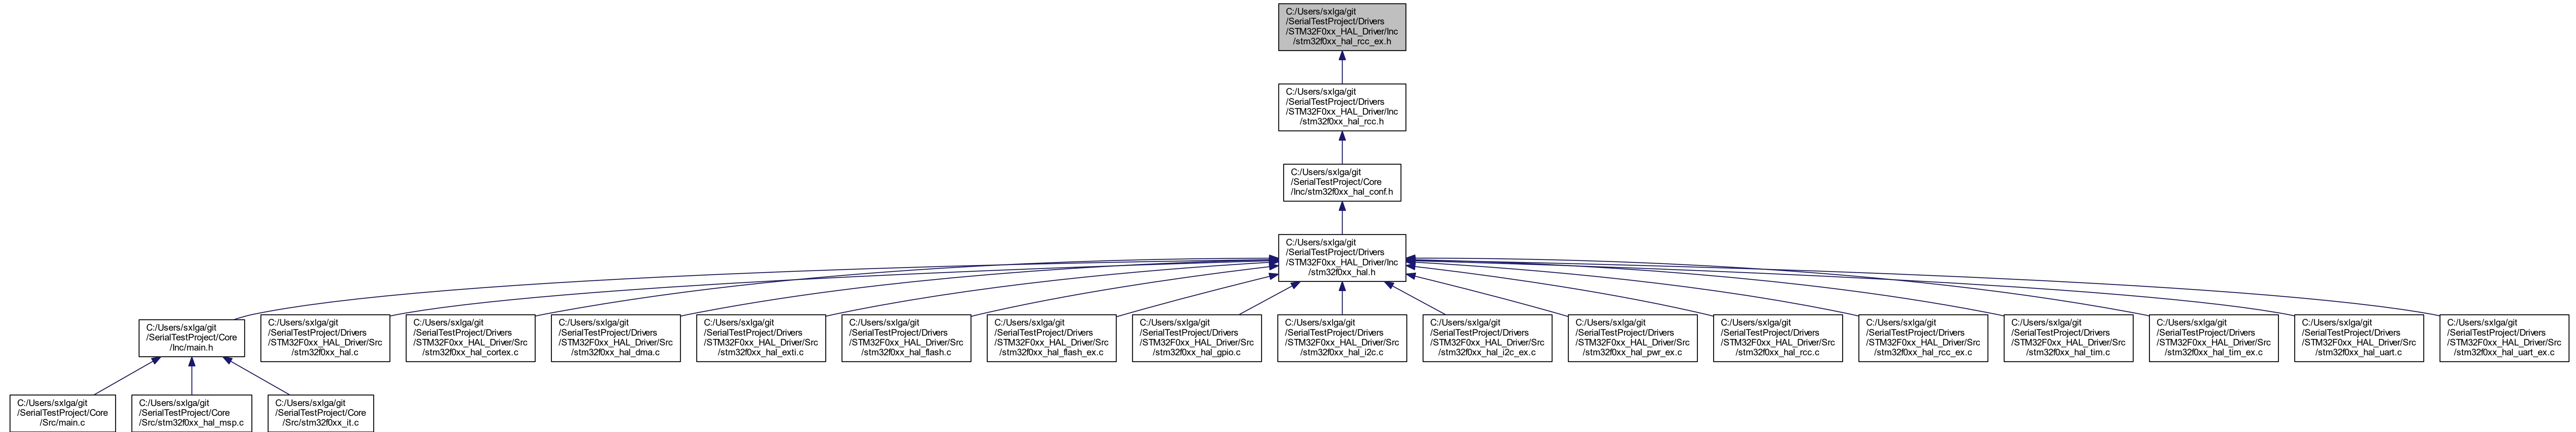 C:/Users/sxlga/git
/SerialTestProject/Drivers
/STM32F0xx_HAL_Driver/Inc
/stm32f0xx_hal_rcc_ex.h
C:/Users/sxlga/git
/SerialTestProject/Drivers
/STM32F0xx_HAL_Driver/Inc
/stm32f0xx_hal_rcc.h
C:/Users/sxlga/git
/SerialTestProject/Core
/Inc/stm32f0xx_hal_conf.h
C:/Users/sxlga/git
/SerialTestProject/Drivers
/STM32F0xx_HAL_Driver/Inc
/stm32f0xx_hal.h
C:/Users/sxlga/git
/SerialTestProject/Core
/Inc/main.h
C:/Users/sxlga/git
/SerialTestProject/Drivers
/STM32F0xx_HAL_Driver/Src
/stm32f0xx_hal.c
C:/Users/sxlga/git
/SerialTestProject/Drivers
/STM32F0xx_HAL_Driver/Src
/stm32f0xx_hal_cortex.c
C:/Users/sxlga/git
/SerialTestProject/Drivers
/STM32F0xx_HAL_Driver/Src
/stm32f0xx_hal_dma.c
C:/Users/sxlga/git
/SerialTestProject/Drivers
/STM32F0xx_HAL_Driver/Src
/stm32f0xx_hal_exti.c
C:/Users/sxlga/git
/SerialTestProject/Drivers
/STM32F0xx_HAL_Driver/Src
/stm32f0xx_hal_flash.c
C:/Users/sxlga/git
/SerialTestProject/Drivers
/STM32F0xx_HAL_Driver/Src
/stm32f0xx_hal_flash_ex.c
C:/Users/sxlga/git
/SerialTestProject/Drivers
/STM32F0xx_HAL_Driver/Src
/stm32f0xx_hal_gpio.c
C:/Users/sxlga/git
/SerialTestProject/Drivers
/STM32F0xx_HAL_Driver/Src
/stm32f0xx_hal_i2c.c
C:/Users/sxlga/git
/SerialTestProject/Drivers
/STM32F0xx_HAL_Driver/Src
/stm32f0xx_hal_i2c_ex.c
C:/Users/sxlga/git
/SerialTestProject/Drivers
/STM32F0xx_HAL_Driver/Src
/stm32f0xx_hal_pwr_ex.c
C:/Users/sxlga/git
/SerialTestProject/Drivers
/STM32F0xx_HAL_Driver/Src
/stm32f0xx_hal_rcc.c
C:/Users/sxlga/git
/SerialTestProject/Drivers
/STM32F0xx_HAL_Driver/Src
/stm32f0xx_hal_rcc_ex.c
C:/Users/sxlga/git
/SerialTestProject/Drivers
/STM32F0xx_HAL_Driver/Src
/stm32f0xx_hal_tim.c
C:/Users/sxlga/git
/SerialTestProject/Drivers
/STM32F0xx_HAL_Driver/Src
/stm32f0xx_hal_tim_ex.c
C:/Users/sxlga/git
/SerialTestProject/Drivers
/STM32F0xx_HAL_Driver/Src
/stm32f0xx_hal_uart.c
C:/Users/sxlga/git
/SerialTestProject/Drivers
/STM32F0xx_HAL_Driver/Src
/stm32f0xx_hal_uart_ex.c
C:/Users/sxlga/git
/SerialTestProject/Core
/Src/main.c
C:/Users/sxlga/git
/SerialTestProject/Core
/Src/stm32f0xx_hal_msp.c
C:/Users/sxlga/git
/SerialTestProject/Core
/Src/stm32f0xx_it.c